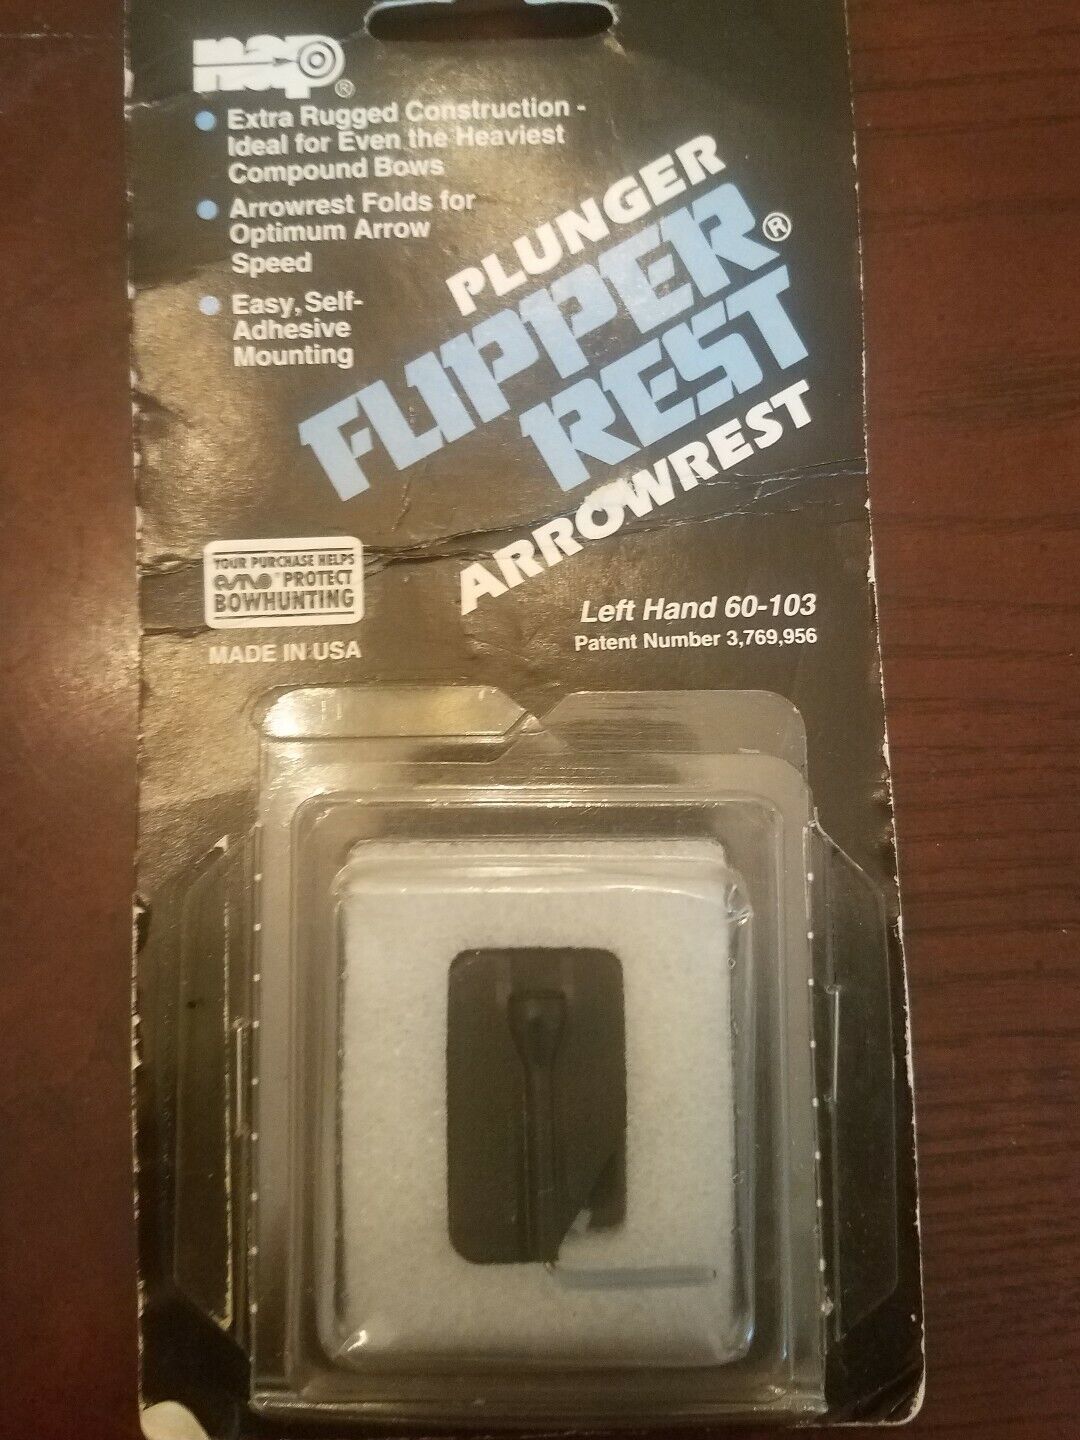 nap®
Extra Rugged Construction -
Ideal for Even the Heaviest
Compound Bows
Arrowrest Folds for
Optimum Arrow
Speed
Easy, Self-
Adhesive
Mounting
PLUNGER
FLIPPER®
REST
ARROWREST
YOUR PURCHASE HELPS
PROTECT
BOWHUNTING
MADE IN USA
Left Hand 60-103
Patent Number 3,769,956